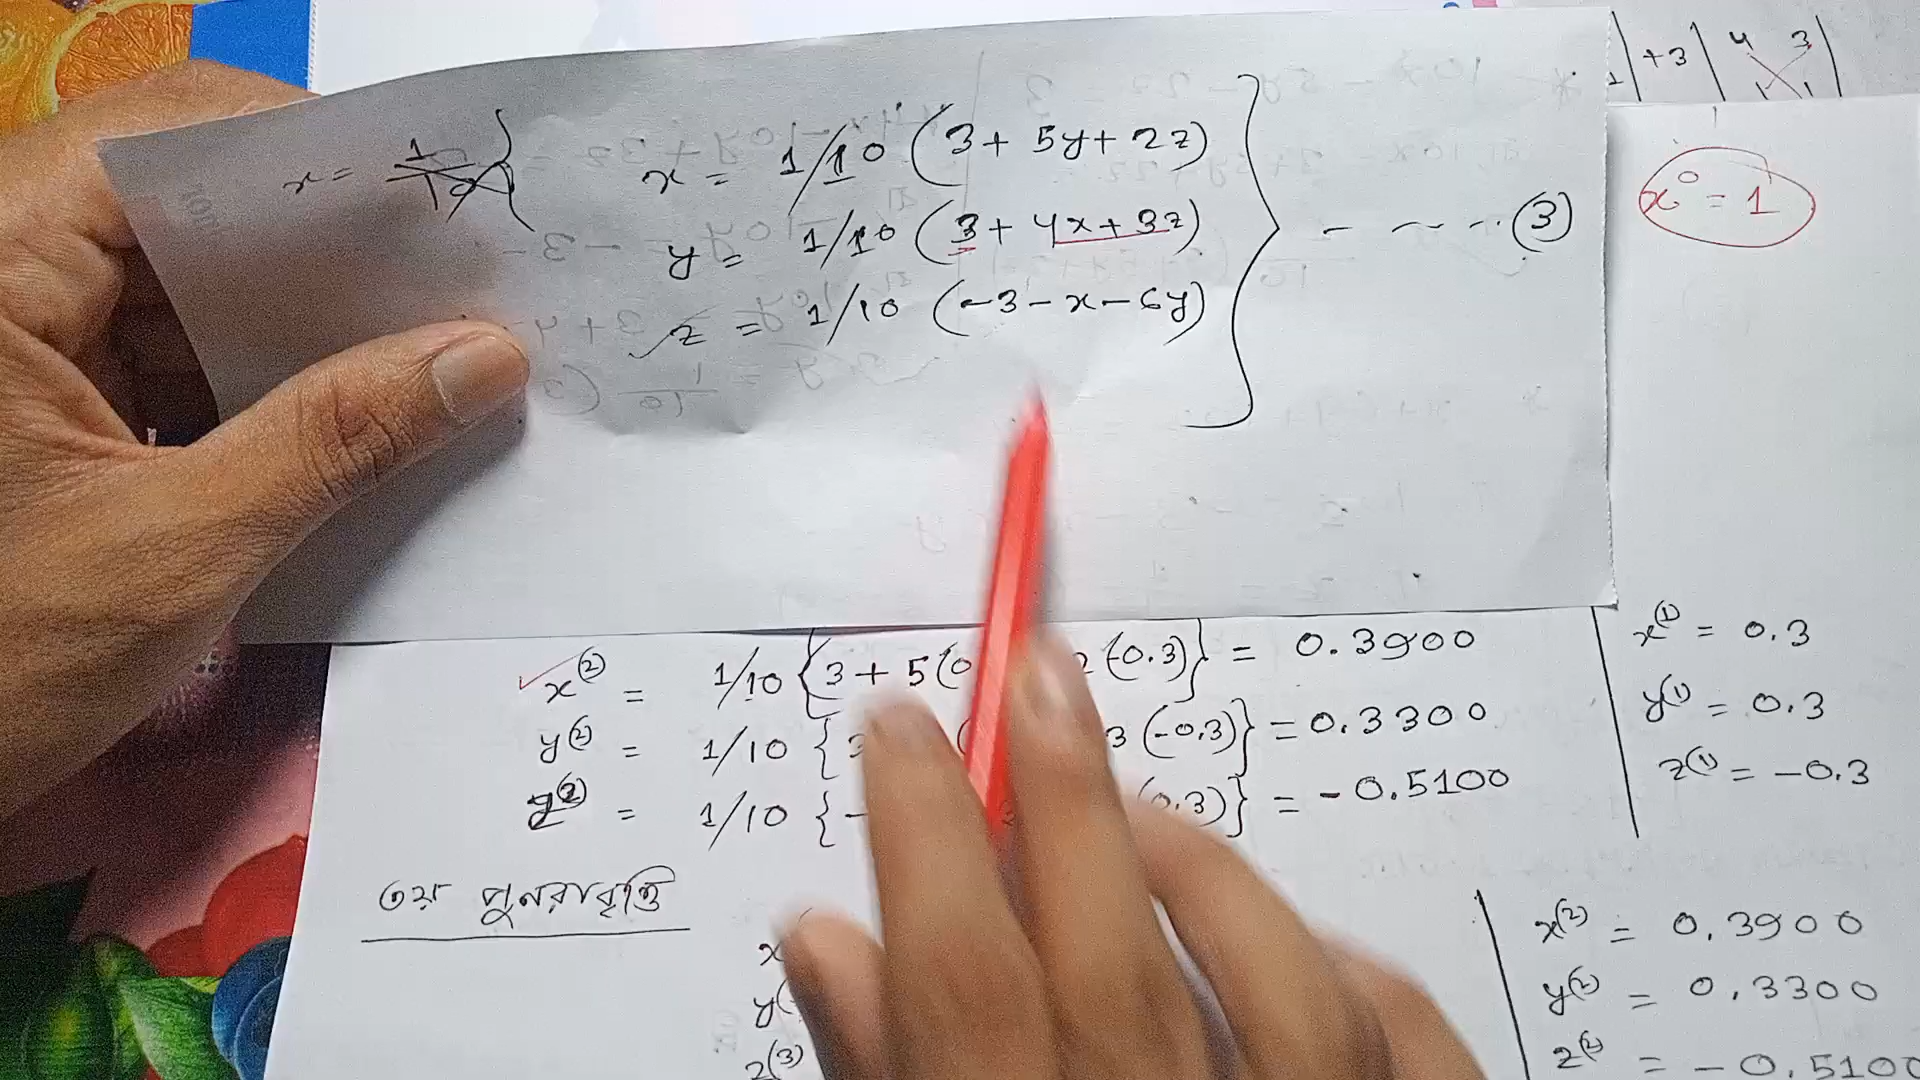 x = 1/10 (3 + 5y + 2z)
y = 1/10 (3 + 4x + 3z)
z = 1/10 (-3 - x - 6y)
- - - (3)
+3 | 4 3
x⁰ = 1
x⁽²⁾ = 1/10 {3 + 5(0 (-0.3)} = 0.3900
y⁽²⁾ = 1/10 { 3 (-0.3)} = 0.3300
z⁽²⁾ = 1/10 {- (0.3)} = -0.5100
x⁽¹⁾ = 0.3
y⁽¹⁾ = 0.3
z⁽¹⁾ = -0.3
৩য় পুনরাবৃত্তি
x
y(
z(3)
x⁽²⁾ = 0.3900
y⁽²⁾ = 0.3300
z⁽²⁾ = -0.5100